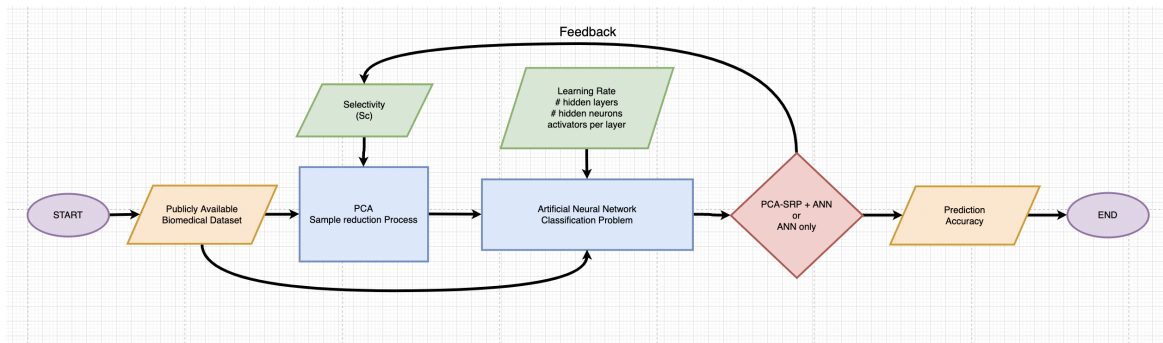 Feedback
Selectivity
(Sc)
Learning Rate
# hidden layers
# hidden neurons
activators per layer
START
Publicly Available
Biomedical Dataset
PCA
Sample reduction Process
Artificial Neural Network
Classification Problem
PCA-SRP + ANN
or
ANN only
Prediction
Accuracy
END